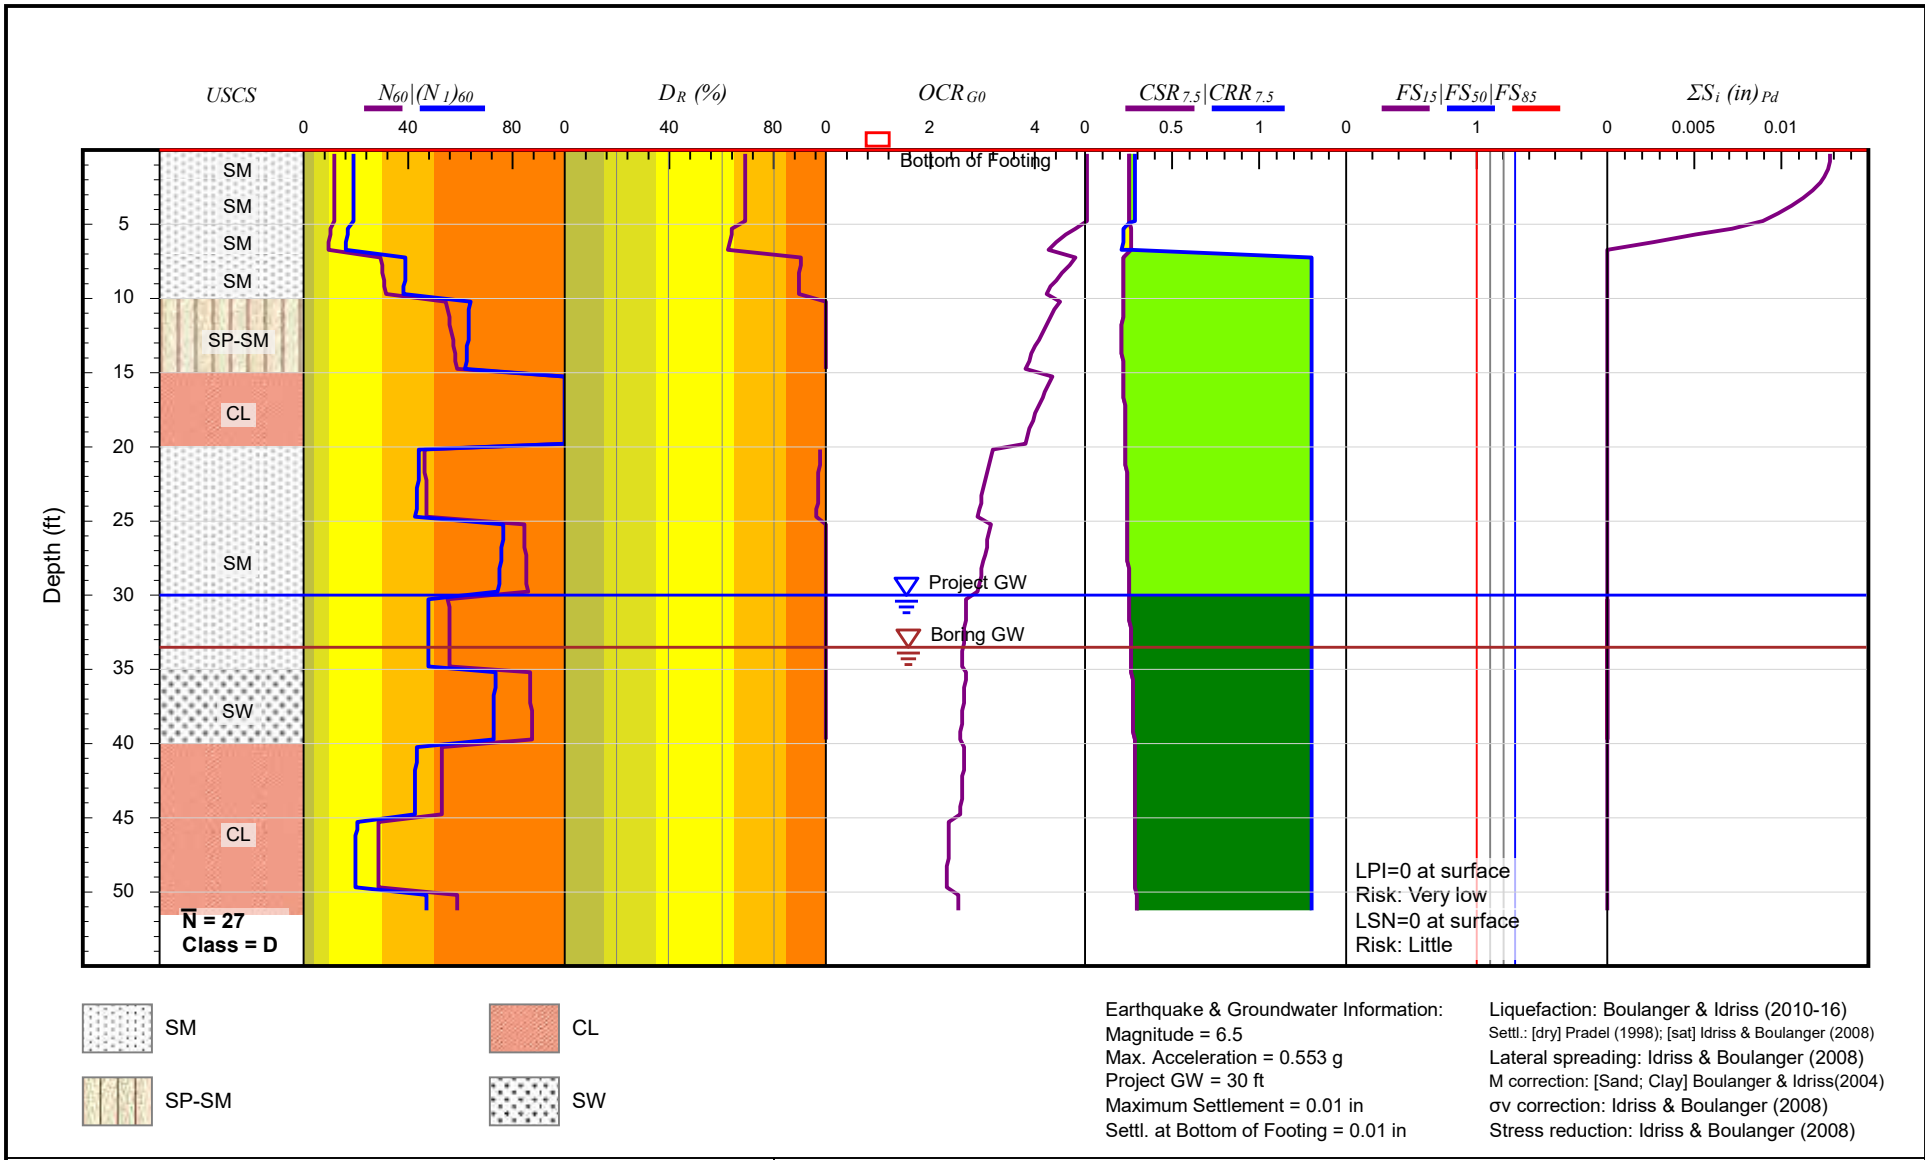 USCS
N60|(N1)60
DR (%)
OCRG0
CSR7.5|CRR7.5
FS15|FS50|FS85
ΣSi (in)Pd
0 40 80 0 40 80 0 2 4 0 0.5 1 0 1 0 0.005 0.01
Bottom of Footing
SM
SM
5
SM
SM
10
SP-SM
15
CL
20
25
SM
Depth (ft)
Project GW
30
Boring GW
35
SW
40
45
CL
50
LPI=0 at surface
Risk: Very low
LSN=0 at surface
Risk: Little
N̅ = 27
Class = D
SM
CL
SP-SM
SW
Earthquake & Groundwater Information:
Magnitude = 6.5
Max. Acceleration = 0.553 g
Project GW = 30 ft
Maximum Settlement = 0.01 in
Settl. at Bottom of Footing = 0.01 in
Liquefaction: Boulanger & Idriss (2010-16)
Settl.: [dry] Pradel (1998); [sat] Idriss & Boulanger (2008)
Lateral spreading: Idriss & Boulanger (2008)
M correction: [Sand; Clay] Boulanger & Idriss(2004)
σv correction: Idriss & Boulanger (2008)
Stress reduction: Idriss & Boulanger (2008)